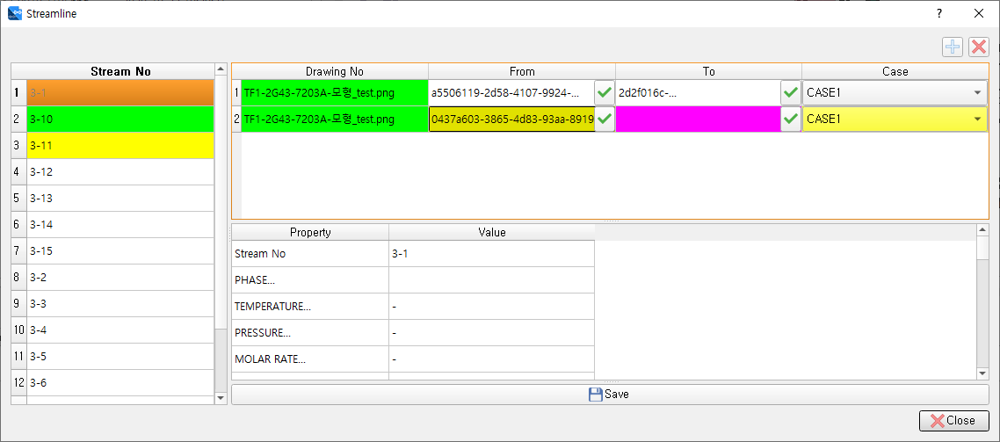 Streamline
?
Stream No
1 3-1
2 3-10
3 3-11
4 3-12
5 3-13
6 3-14
7 3-15
8 3-2
9 3-3
10 3-4
11 3-5
12 3-6
Drawing No From To Case
1 TF1-2G43-7203A-모형_test.png a5506119-2d58-4107-9924-... 2d2f016c-... CASE1
2 TF1-2G43-7203A-모형_test.png 0437a603-3865-4d83-93aa-8919 CASE1
Property Value
Stream No 3-1
PHASE...
TEMPERATURE... -
PRESSURE... -
MOLAR RATE... -
Save
Close